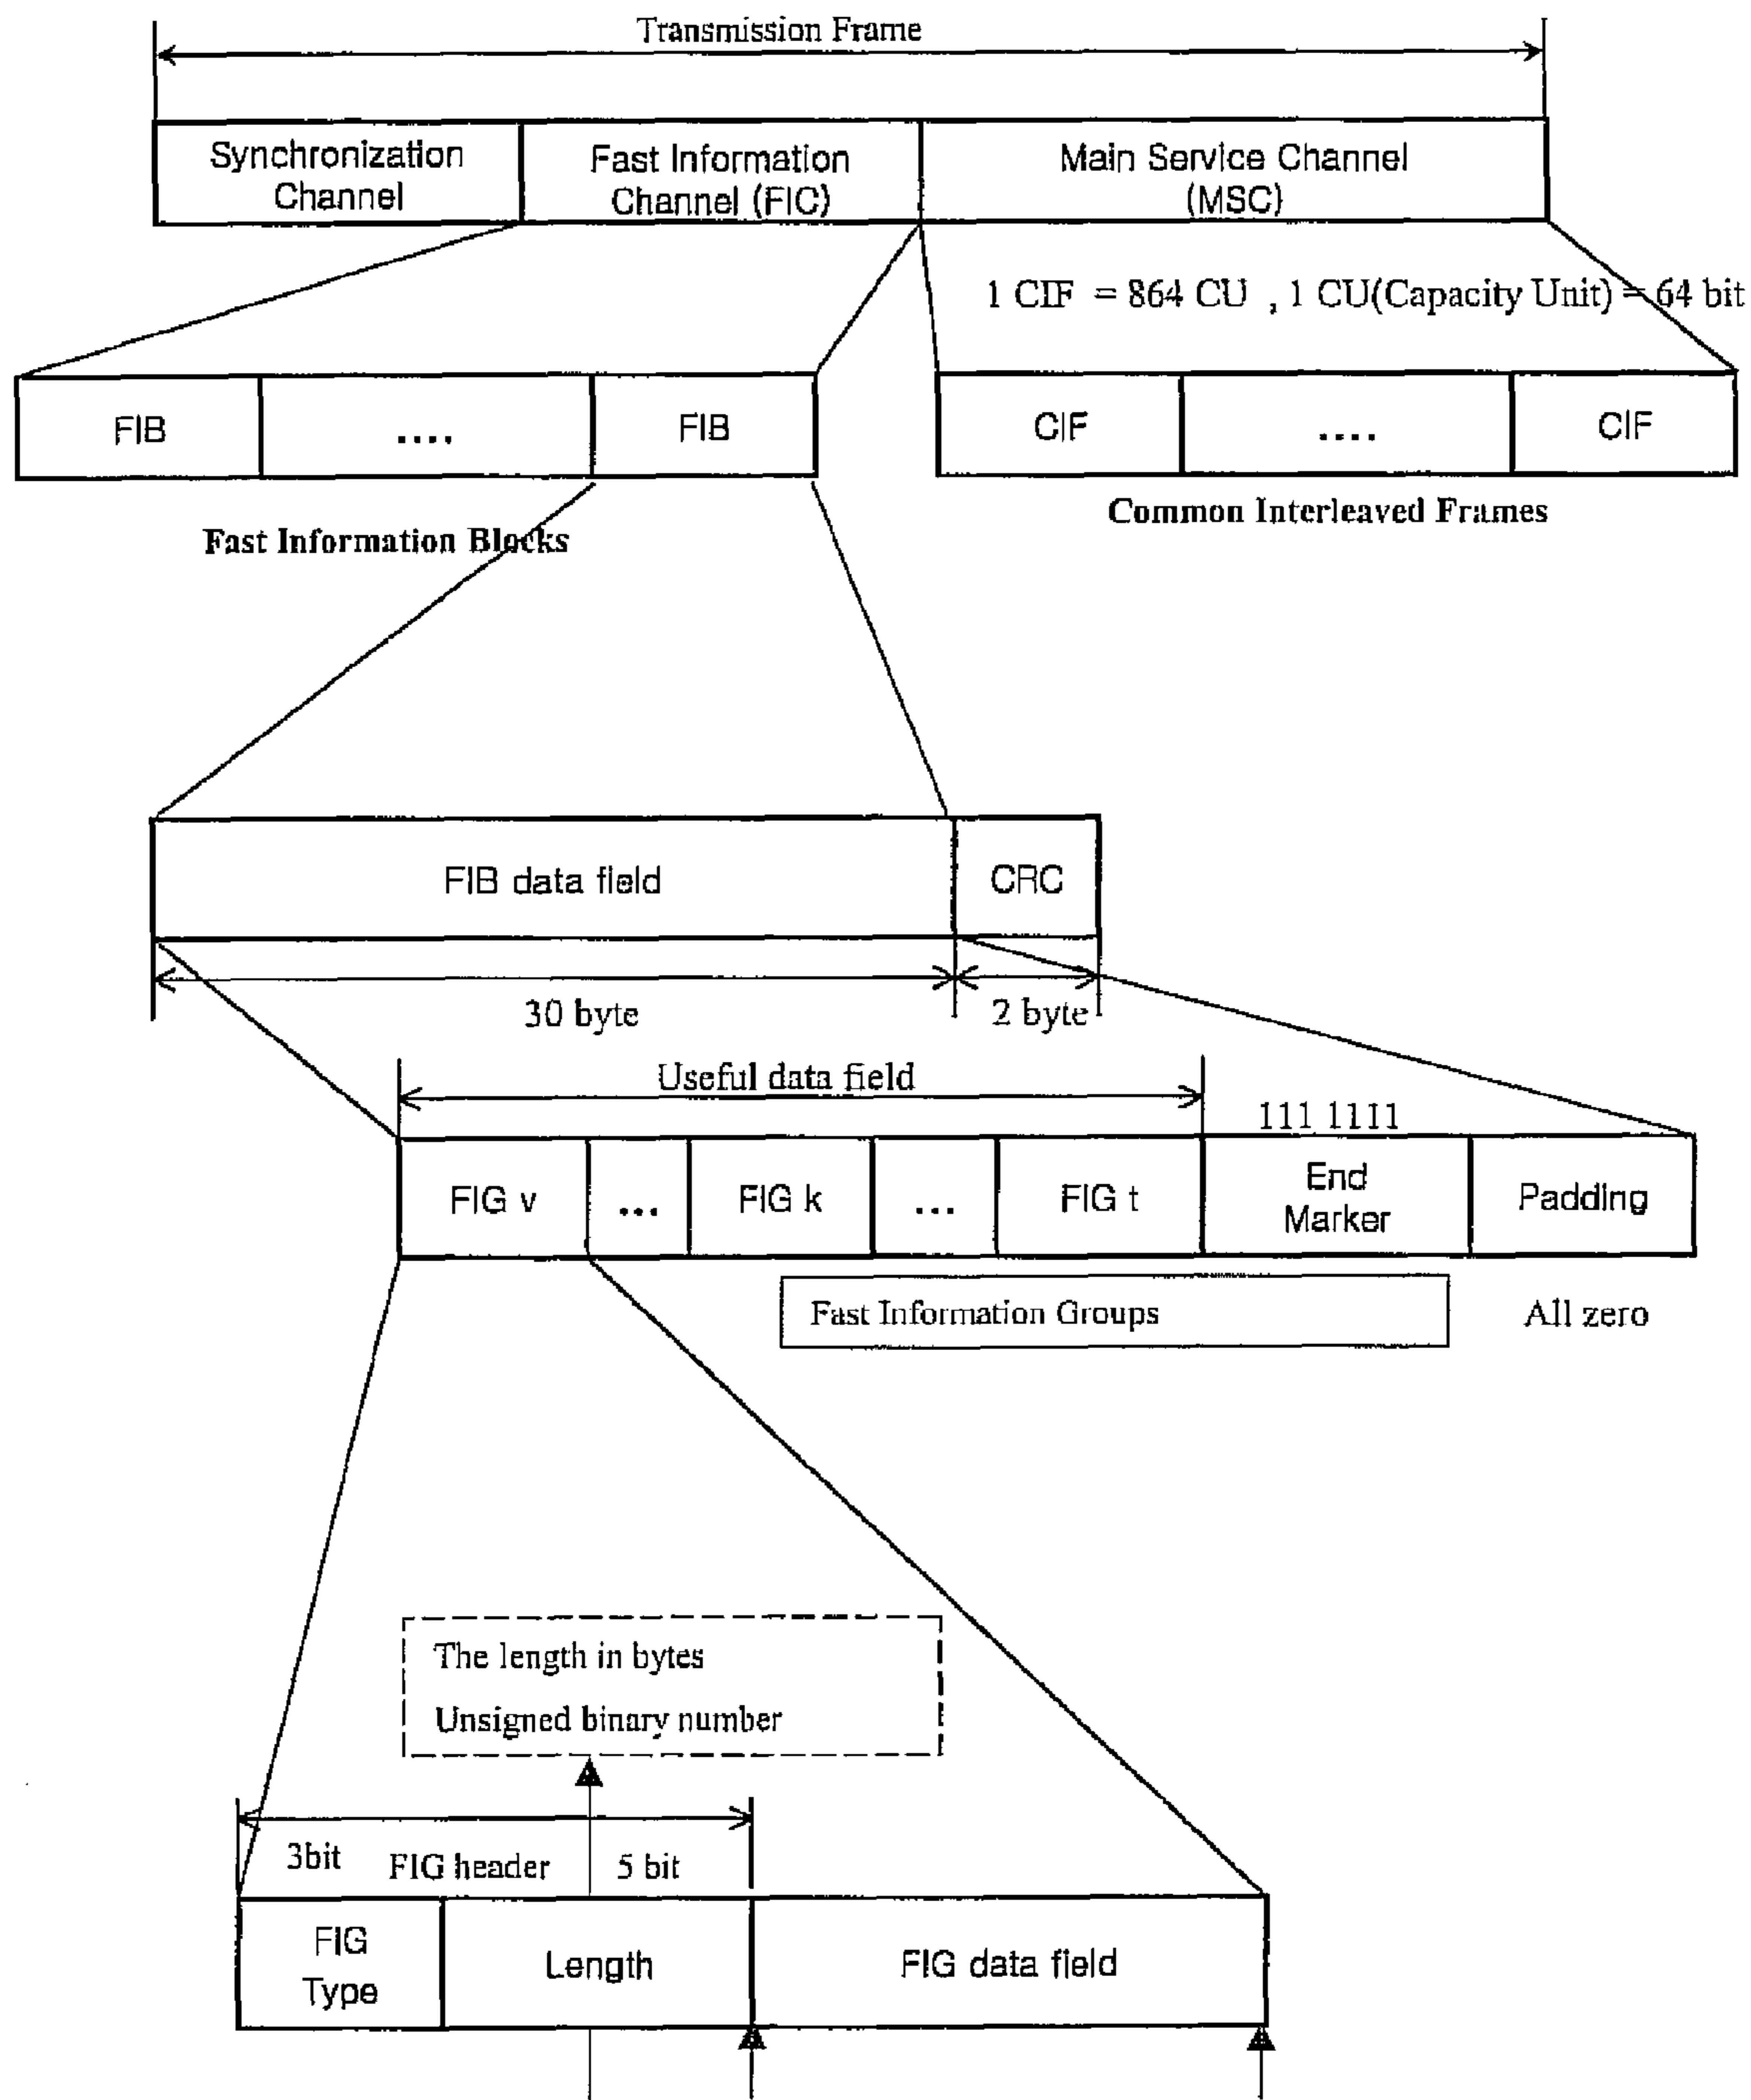 Transmission Frame
Synchronization
Channel
Fast Information
Channel (FIC)
Main Service Channel
(MSC)
1 CIF = 864 CU , 1 CU(Capacity Unit) = 64 bit
FIB
....
FIB
CIF
....
CIF
Fast Information Blocks
Common Interleaved Frames
FIB data field
CRC
30 byte
2 byte
Useful data field
111 1111
FIG v
...
FIG k
...
FIG t
End
Marker
Padding
Fast Information Groups
All zero
The length in bytes
Unsigned binary number
3bit
FIG header
5 bit
FIG
Type
Length
FIG data field